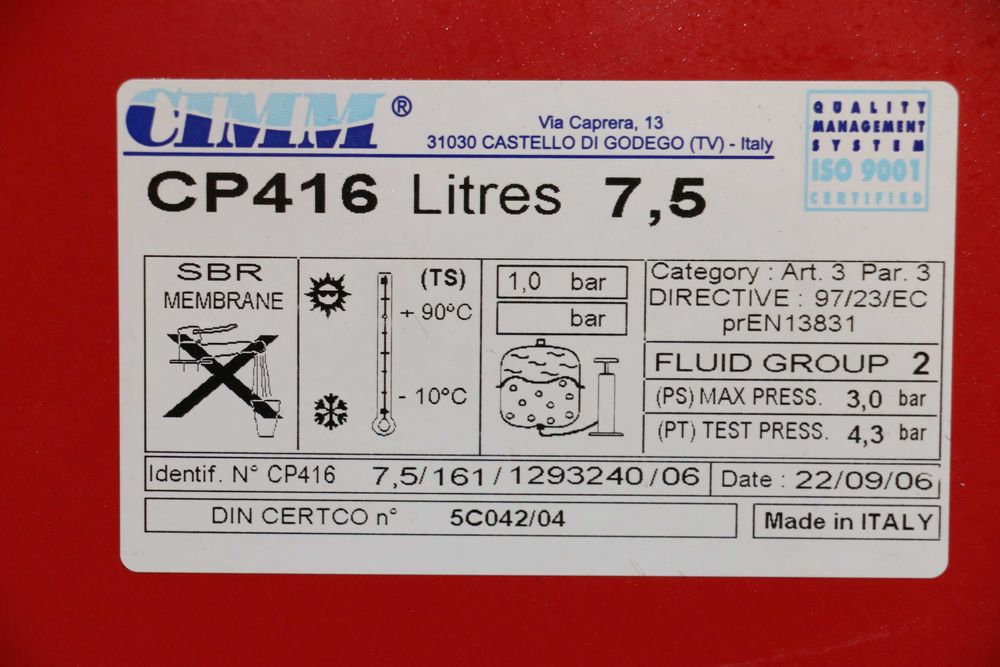 CIMM®
Via Caprera, 13
31030 CASTELLO DI GODEGO (TV) - Italy
QUALITY
MANAGEMENT
SYSTEM
ISO 9001
CERTIFIED
CP416 Litres 7,5
SBR
MEMBRANE
(TS)
+ 90°C
- 10°C
1,0 bar
bar
Category : Art. 3 Par. 3
DIRECTIVE : 97/23/EC
prEN13831
FLUID GROUP 2
(PS) MAX PRESS. 3,0 bar
(PT) TEST PRESS. 4,3 bar
Identif. N° CP416 7,5/161/1293240/06 Date : 22/09/06
DIN CERTCO n° 5C042/04 Made in ITALY